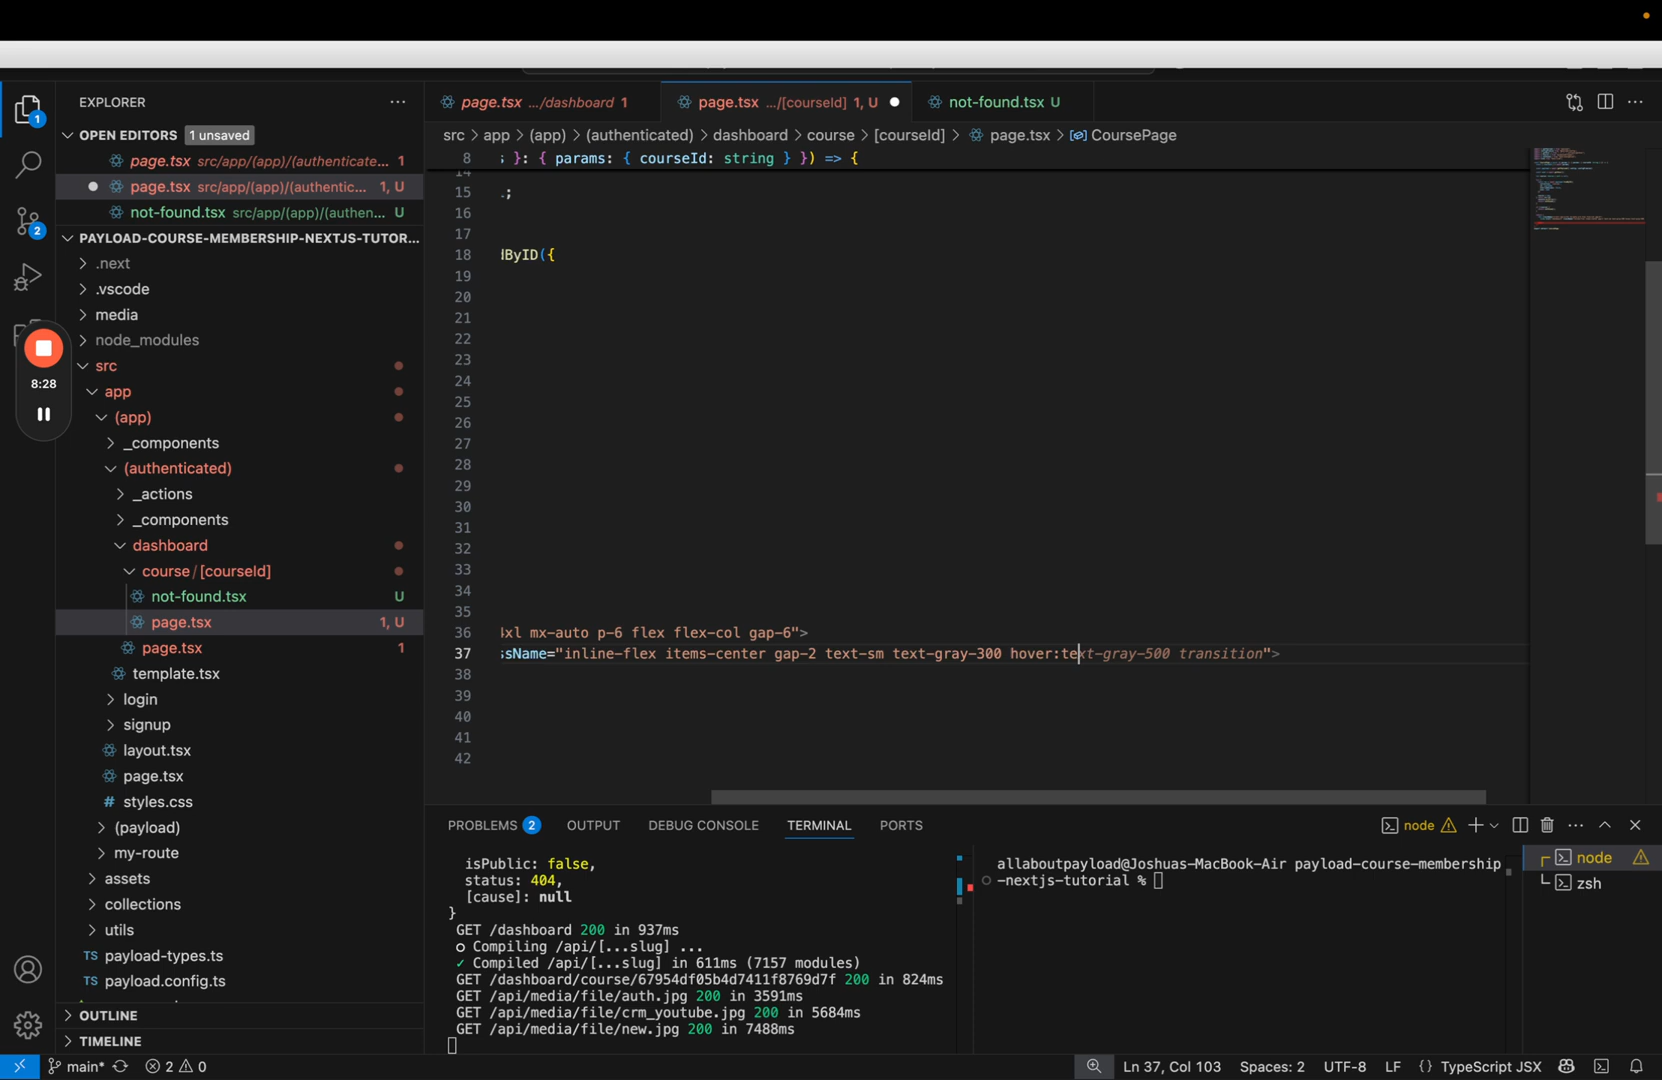 EXPLORER
OPEN EDITORS 1 unsaved
page.tsx src/app/(app)/(authenticate... 1
page.tsx src/app/(app)/(authentic... 1, U
not-found.tsx src/app/(app)/(authen... U
PAYLOAD-COURSE-MEMBERSHIP-NEXTJS-TUTOR...
.next
.vscode
media
node_modules
src
app
(app)
_components
(authenticated)
_actions
_components
dashboard
course / [courseId]
not-found.tsx U
page.tsx 1, U
page.tsx 1
template.tsx
login
signup
layout.tsx
page.tsx
# styles.css
(payload)
my-route
assets
collections
utils
TS payload-types.ts
TS payload.config.ts
OUTLINE
TIMELINE
1
2
8:28
page.tsx .../dashboard 1
page.tsx .../[courseId] 1, U
not-found.tsx U
src > app > (app) > (authenticated) > dashboard > course > [courseId] > page.tsx > CoursePage
8 ; }: { params: { courseId: string } }) => {
14
15 .;
16
17
18 dByID({
19
20
21
22
23
24
25
26
27
28
29
30
31
32
33
34
35
36 4xl mx-auto p-6 flex flex-col gap-6">
37 ssName="inline-flex items-center gap-2 text-sm text-gray-300 hover:text-gray-500 transition">
38
39
40
41
42
PROBLEMS 2 OUTPUT DEBUG CONSOLE TERMINAL PORTS
node
isPublic: false,
status: 404,
[cause]: null
}
GET /dashboard 200 in 937ms
○ Compiling /api/[...slug] ...
✓ Compiled /api/[...slug] in 611ms (7157 modules)
GET /dashboard/course/67954df05b4d7411f8769d7f 200 in 824ms
GET /api/media/file/auth.jpg 200 in 3591ms
GET /api/media/file/crm_youtube.jpg 200 in 5684ms
GET /api/media/file/new.jpg 200 in 7488ms
allaboutpayload@Joshuas-MacBook-Air payload-course-membership
-nextjs-tutorial %
node
zsh
main* 2 0
Ln 37, Col 103 Spaces: 2 UTF-8 LF {} TypeScript JSX